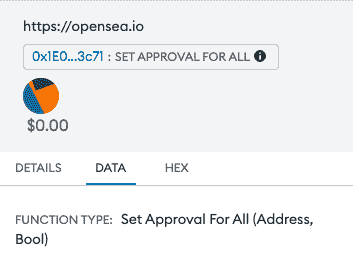 https://opensea.io
0x1E0...3c71 : SET APPROVAL FOR ALL
$0.00
DETAILS DATA HEX
FUNCTION TYPE: Set Approval For All (Address,
Bool)